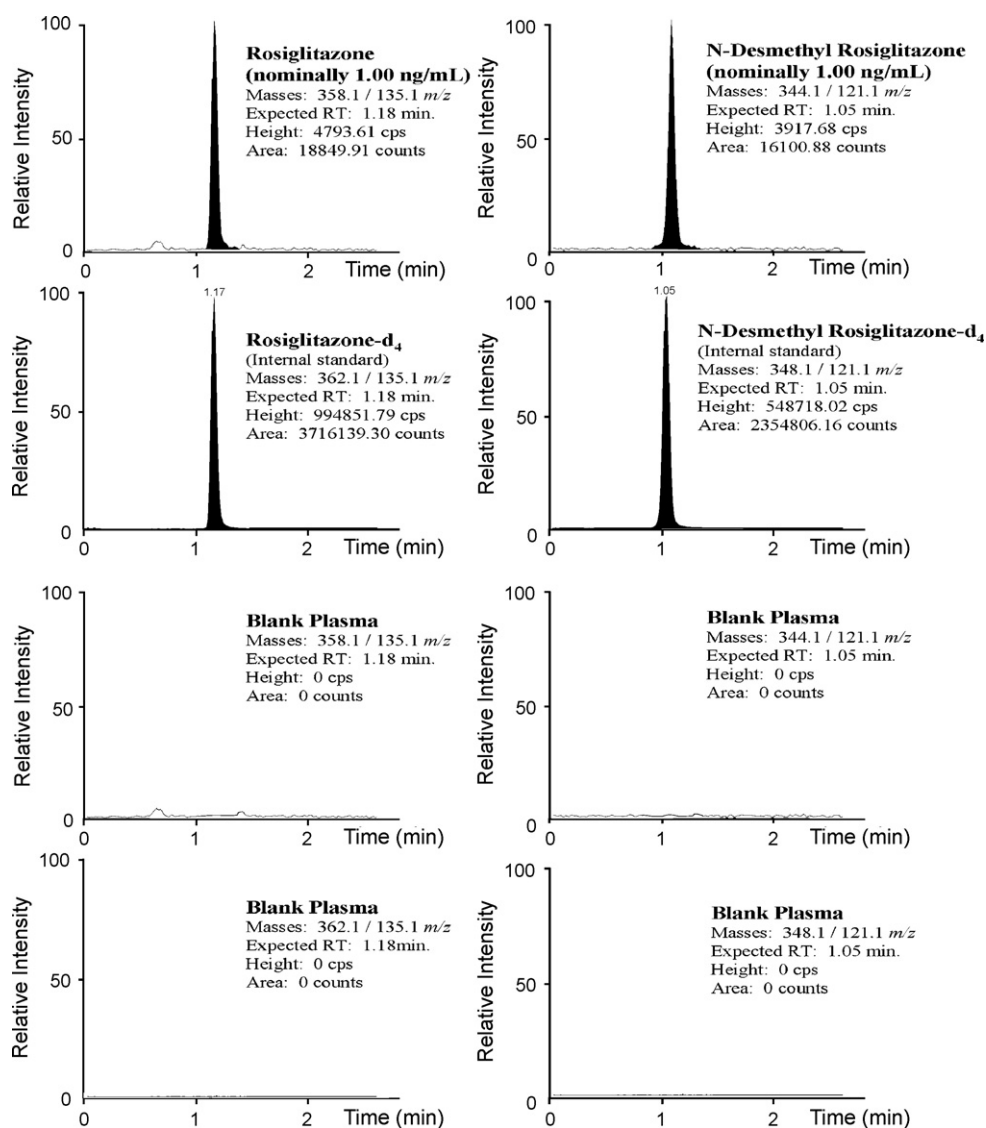 100
50
0
0
1
2
Relative Intensity
Time (min)
Rosiglitazone
(nominally 1.00 ng/mL)
Masses: 358.1 / 135.1 m/z
Expected RT: 1.18 min.
Height: 4793.61 cps
Area: 18849.91 counts
100
50
0
0
1
2
Relative Intensity
Time (min)
N-Desmethyl Rosiglitazone
(nominally 1.00 ng/mL)
Masses: 344.1 / 121.1 m/z
Expected RT: 1.05 min.
Height: 3917.68 cps
Area: 16100.88 counts
100
50
0
0
1
2
Relative Intensity
Time (min)
1.17
Rosiglitazone-d4
(Internal standard)
Masses: 362.1 / 135.1 m/z
Expected RT: 1.18 min.
Height: 994851.79 cps
Area: 3716139.30 counts
100
50
0
0
1
2
Relative Intensity
Time (min)
1.05
N-Desmethyl Rosiglitazone-d4
(Internal standard)
Masses: 348.1 / 121.1 m/z
Expected RT: 1.05 min.
Height: 548718.02 cps
Area: 2354806.16 counts
100
50
0
0
1
2
Relative Intensity
Time (min)
Blank Plasma
Masses: 358.1 / 135.1 m/z
Expected RT: 1.18 min.
Height: 0 cps
Area: 0 counts
100
50
0
0
1
2
Relative Intensity
Time (min)
Blank Plasma
Masses: 344.1 / 121.1 m/z
Expected RT: 1.05 min.
Height: 0 cps
Area: 0 counts
100
50
0
0
1
2
Relative Intensity
Time (min)
Blank Plasma
Masses: 362.1 / 135.1 m/z
Expected RT: 1.18min.
Height: 0 cps
Area: 0 counts
100
50
0
0
1
2
Relative Intensity
Time (min)
Blank Plasma
Masses: 348.1 / 121.1 m/z
Expected RT: 1.05 min.
Height: 0 cps
Area: 0 counts